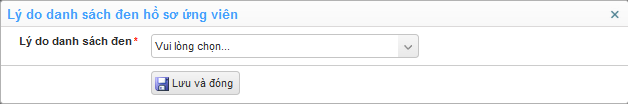 Lý do danh sách đen hồ sơ ứng viên
Lý do danh sách đen* Vui lòng chọn...
Lưu và đóng